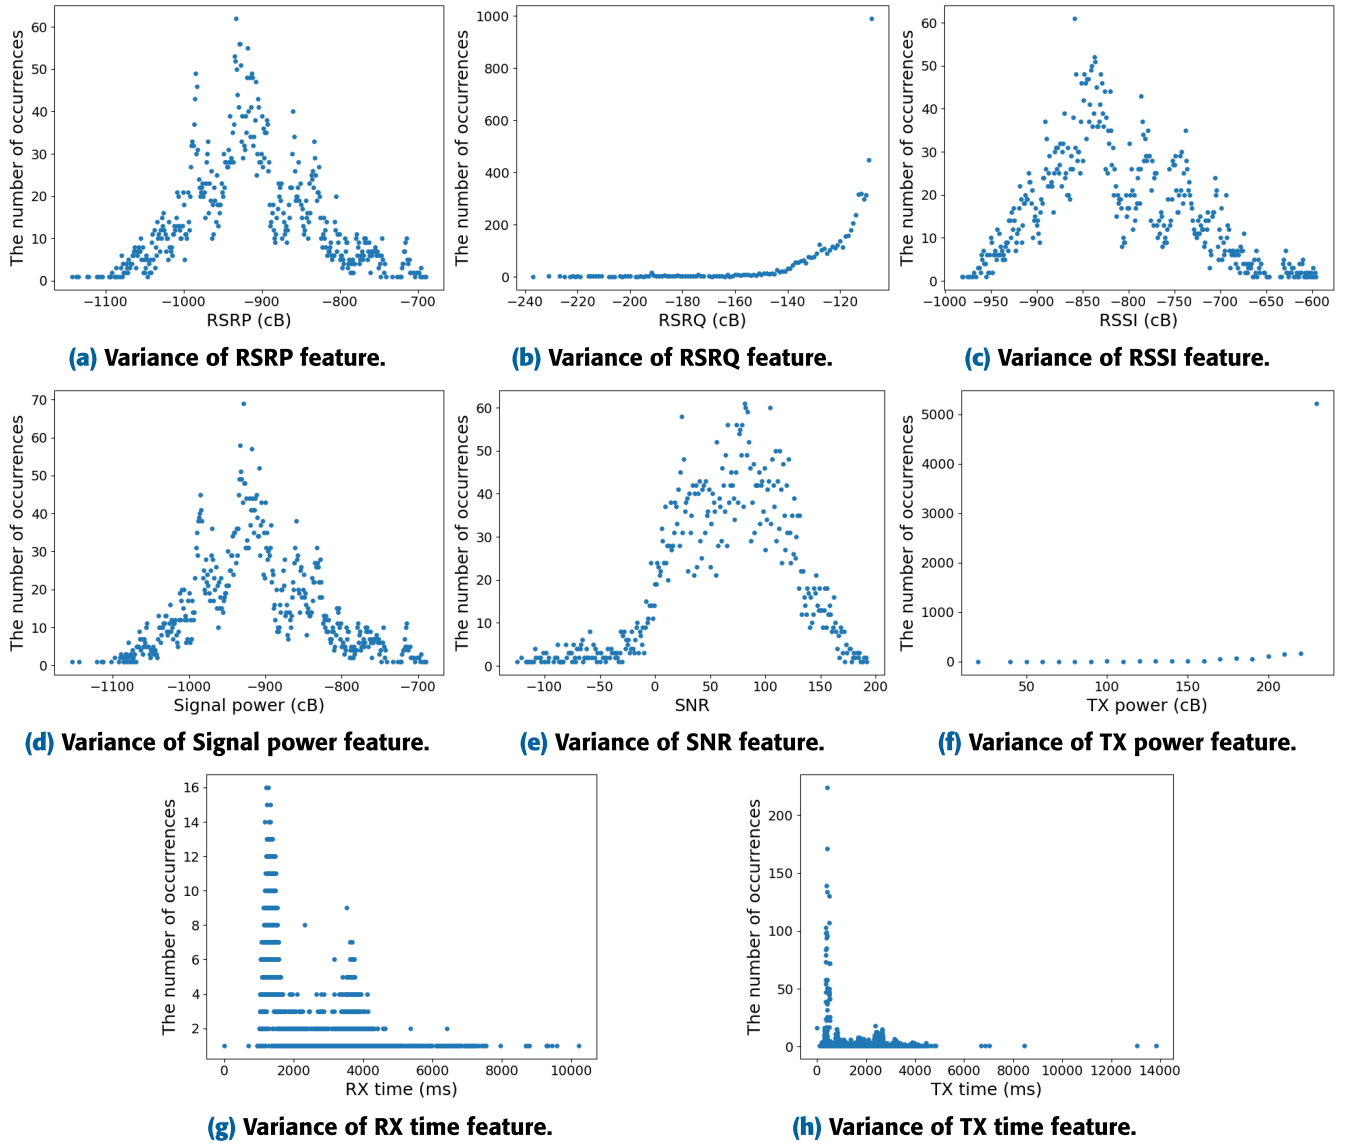 The number of occurrences
60
50
40
30
20
10
0
−1100 −1000 −900 −800 −700
RSRP (cB)
(a) Variance of RSRP feature.
The number of occurrences
1000
800
600
400
200
0
−240 −220 −200 −180 −160 −140 −120
RSRQ (cB)
(b) Variance of RSRQ feature.
The number of occurrences
60
50
40
30
20
10
0
−1000 −950 −900 −850 −800 −750 −700 −650 −600
RSSI (cB)
(c) Variance of RSSI feature.
The number of occurrences
70
60
50
40
30
20
10
0
−1100 −1000 −900 −800 −700
Signal power (cB)
(d) Variance of Signal power feature.
The number of occurrences
60
50
40
30
20
10
0
−100 −50 0 50 100 150 200
SNR
(e) Variance of SNR feature.
The number of occurrences
5000
4000
3000
2000
1000
0
50 100 150 200
TX power (cB)
(f) Variance of TX power feature.
The number of occurrences
16
14
12
10
8
6
4
2
0 2000 4000 6000 8000 10000
RX time (ms)
(g) Variance of RX time feature.
The number of occurrences
200
150
100
50
0
0 2000 4000 6000 8000 10000 12000 14000
TX time (ms)
(h) Variance of TX time feature.